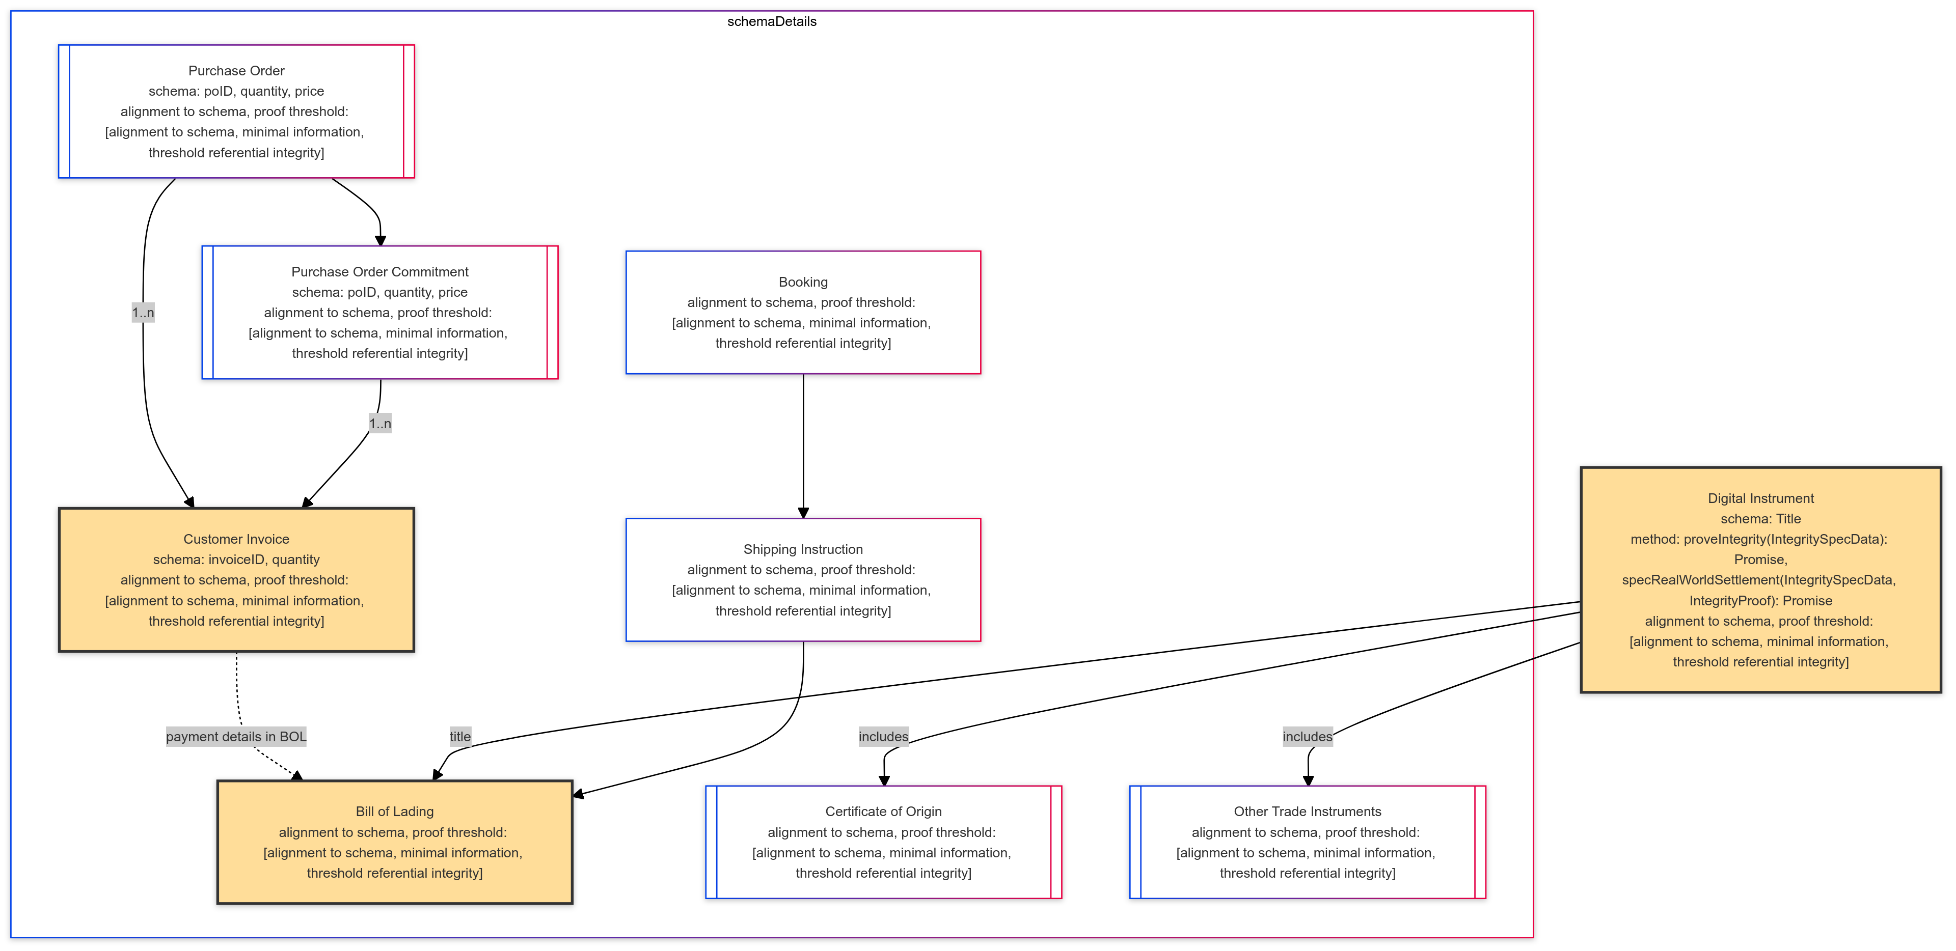 schemaDetails
Purchase Order
schema: poID, quantity, price
alignment to schema, proof threshold:
[alignment to schema, minimal information,
threshold referential integrity]
Purchase Order Commitment
schema: poID, quantity, price
alignment to schema, proof threshold:
[alignment to schema, minimal information,
threshold referential integrity]
Booking
alignment to schema, proof threshold:
[alignment to schema, minimal information,
threshold referential integrity]
1..n
1..n
Customer Invoice
schema: invoiceID, quantity
alignment to schema, proof threshold:
[alignment to schema, minimal information,
threshold referential integrity]
Shipping Instruction
alignment to schema, proof threshold:
[alignment to schema, minimal information,
threshold referential integrity]
Digital Instrument
schema: Title
method: proveIntegrity(IntegritySpecData):
Promise,
specRealWorldSettlement(IntegritySpecData,
IntegrityProof): Promise
alignment to schema, proof threshold:
[alignment to schema, minimal information,
threshold referential integrity]
payment details in BOL
title
includes
includes
Bill of Lading
alignment to schema, proof threshold:
[alignment to schema, minimal information,
threshold referential integrity]
Certificate of Origin
alignment to schema, proof threshold:
[alignment to schema, minimal information,
threshold referential integrity]
Other Trade Instruments
alignment to schema, proof threshold:
[alignment to schema, minimal information,
threshold referential integrity]